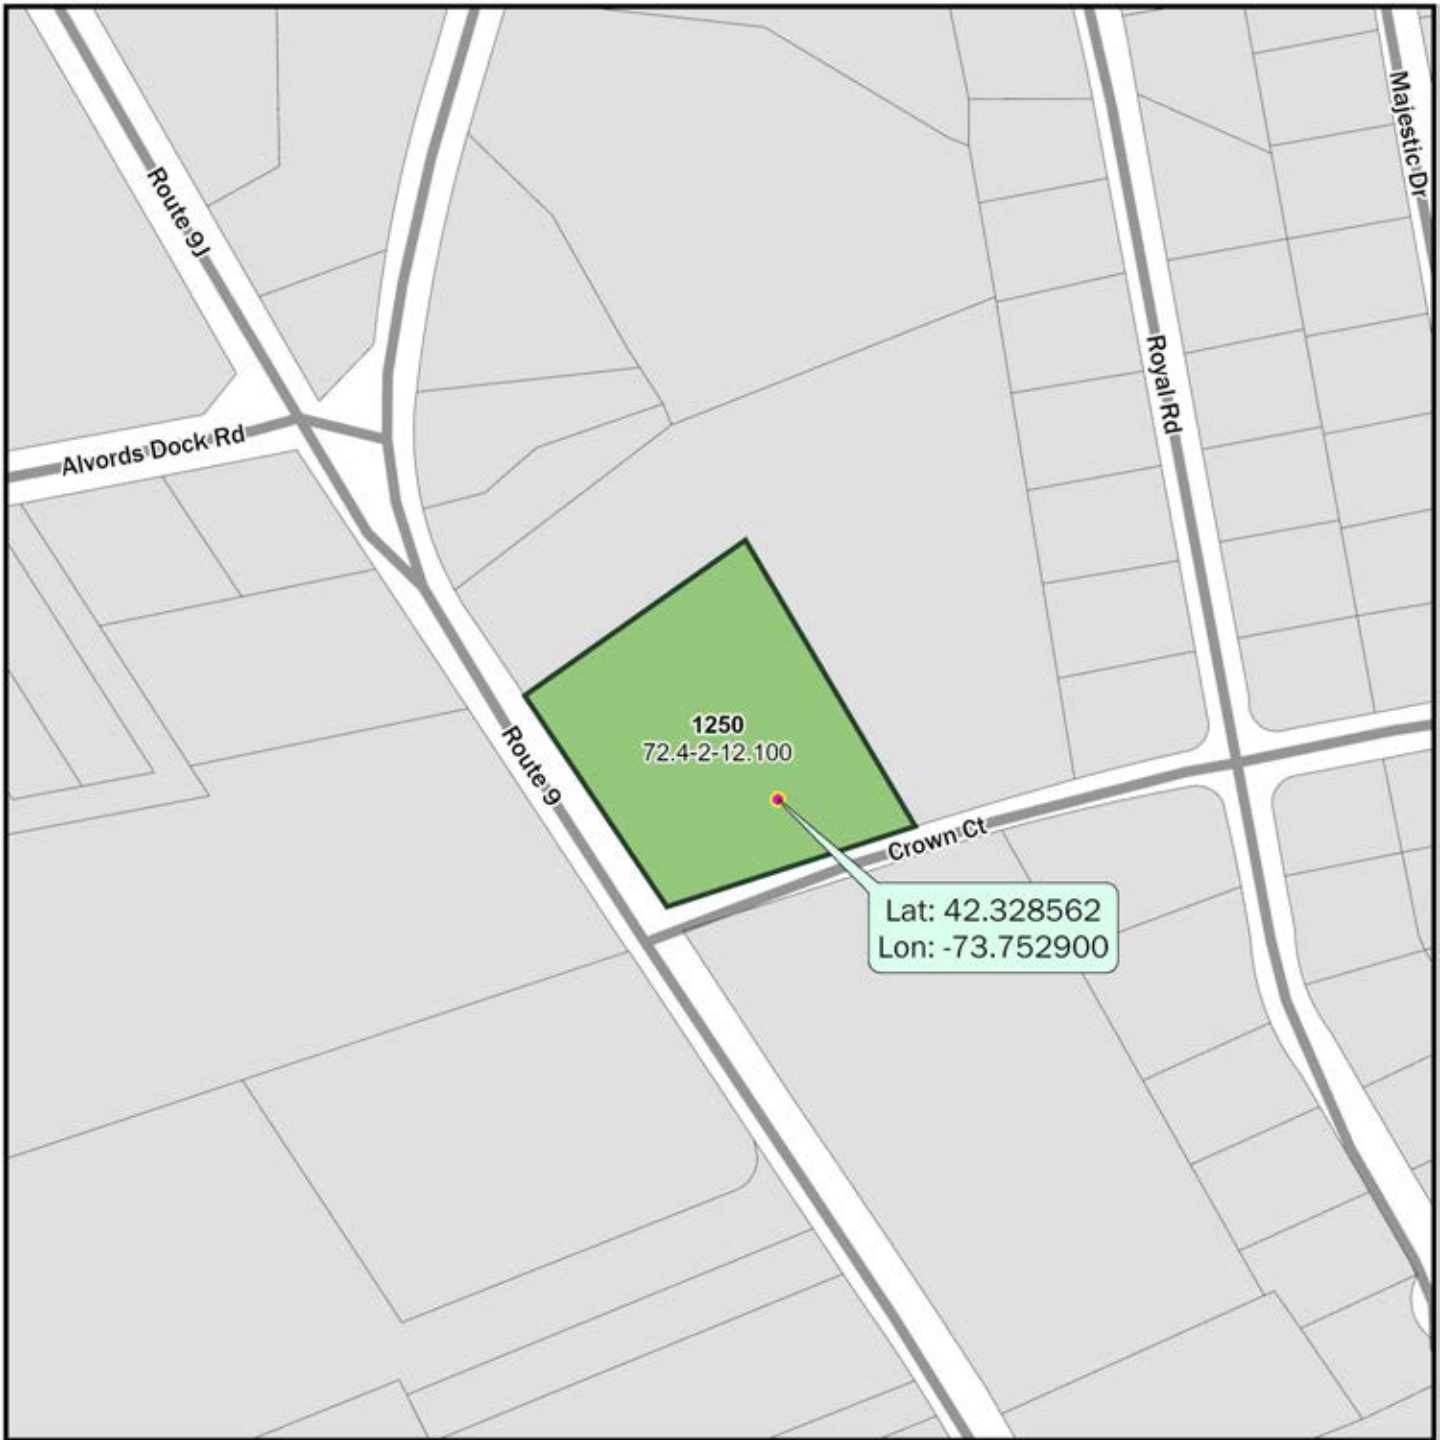 Majestic Dr
Route 9J
Royal Rd
Alvords Dock Rd
1250
72.4-2-12.100
Route 9
Crown Ct
Lat: 42.328562
Lon: -73.752900